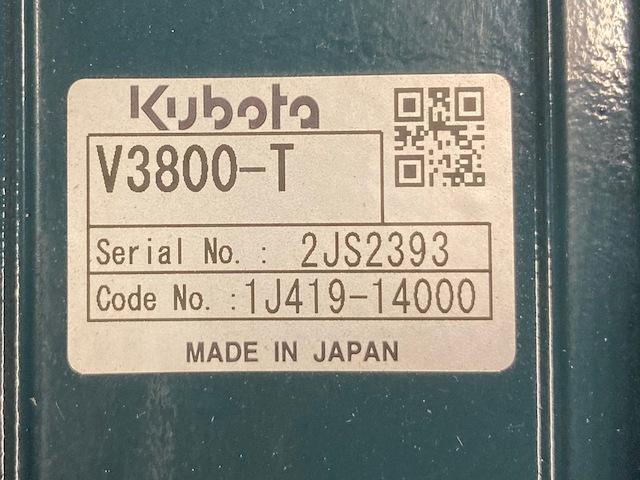 Kubota
V3800-T
Serial No. : 2JS2393
Code No. :1J419-14000
MADE IN JAPAN